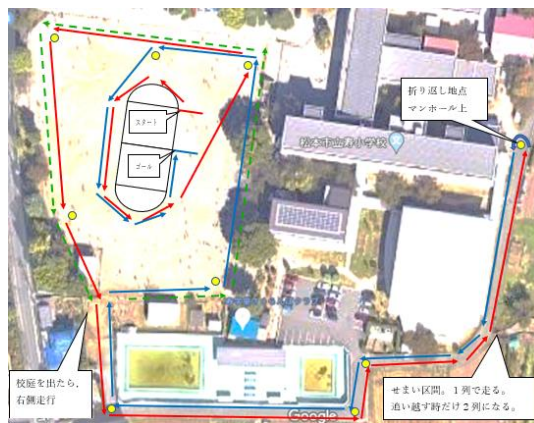 折り返し地点
マンホール上
スタート
松本市立寿小学校
ゴール
校庭を出たら、
右側走行
せまい区間。1列で走る。
追い越す時だけ2列になる。
Google